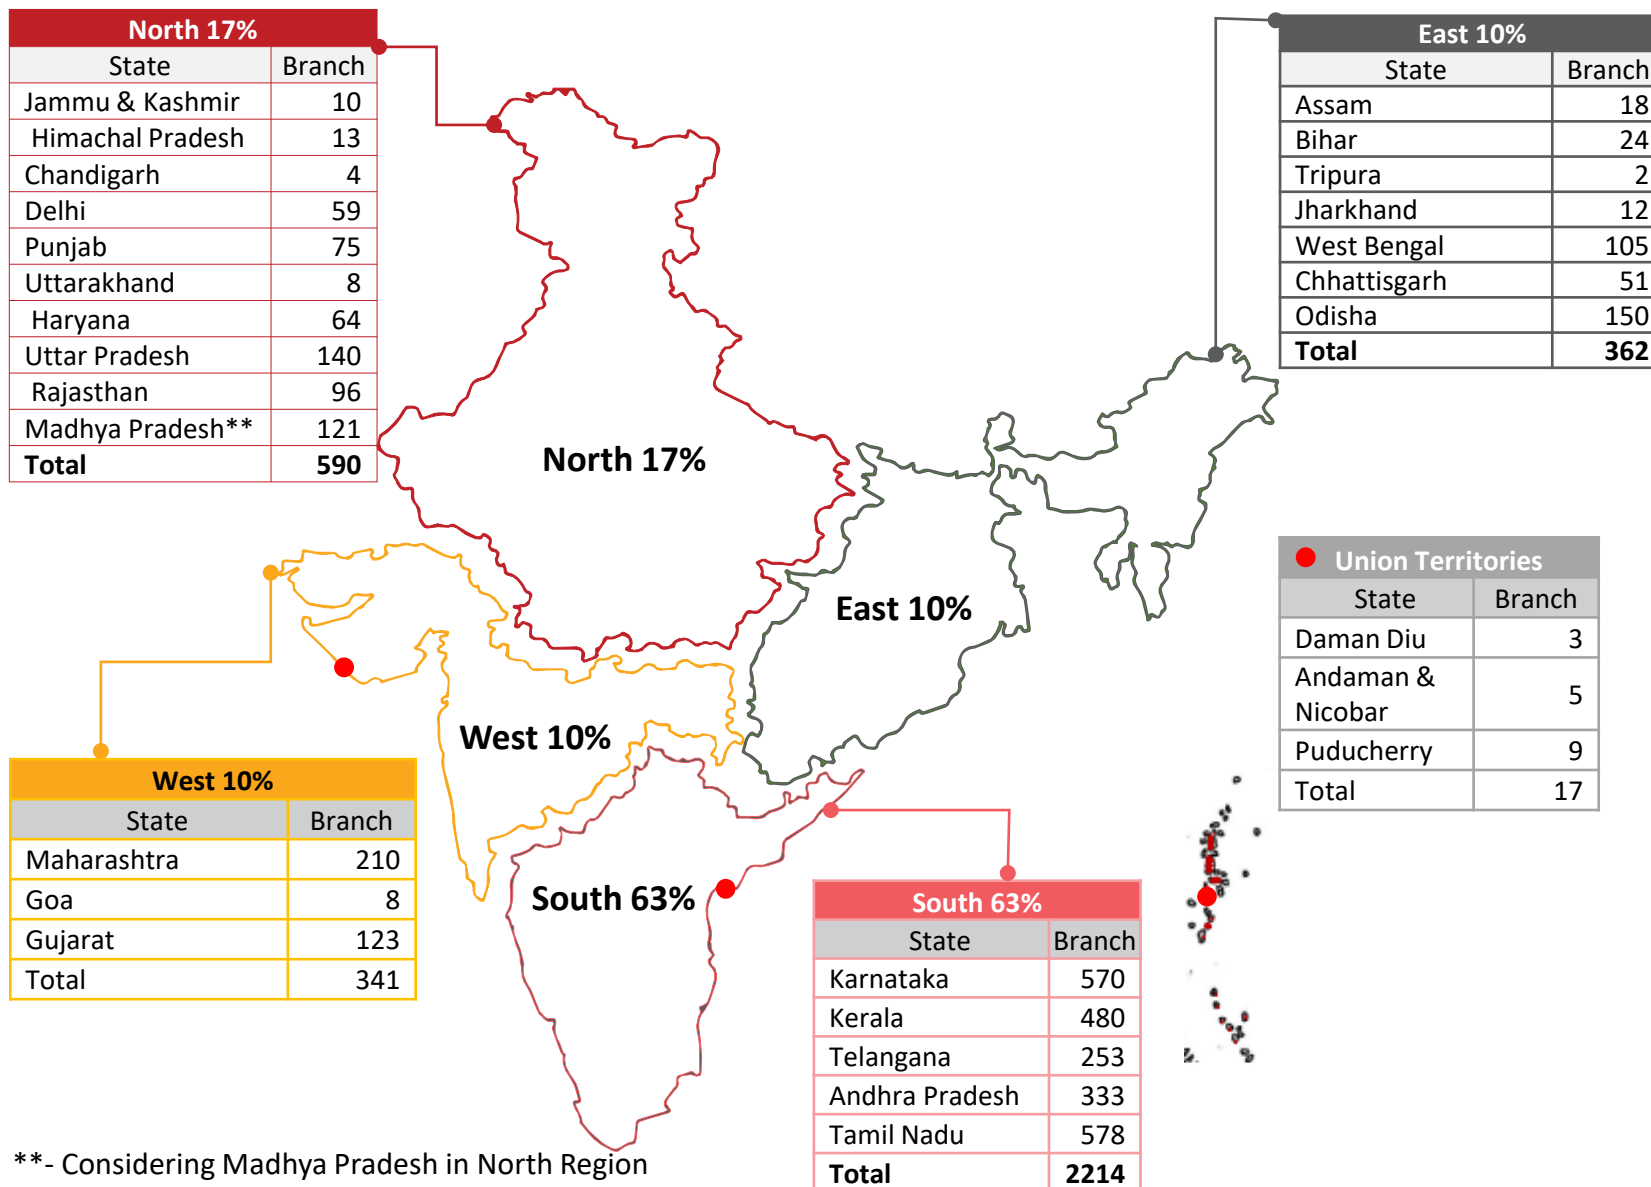 North 17%
State Branch
Jammu & Kashmir 10
Himachal Pradesh 13
Chandigarh 4
Delhi 59
Punjab 75
Uttarakhand 8
Haryana 64
Uttar Pradesh 140
Rajasthan 96
Madhya Pradesh** 121
Total 590
East 10%
State Branch
Assam 18
Bihar 24
Tripura 2
Jharkhand 12
West Bengal 105
Chhattisgarh 51
Odisha 150
Total 362
North 17%
East 10%
West 10%
South 63%
Union Territories
State Branch
Daman Diu 3
Andaman &
Nicobar 5
Puducherry 9
Total 17
West 10%
State Branch
Maharashtra 210
Goa 8
Gujarat 123
Total 341
South 63%
State Branch
Karnataka 570
Kerala 480
Telangana 253
Andhra Pradesh 333
Tamil Nadu 578
Total 2214
**- Considering Madhya Pradesh in North Region